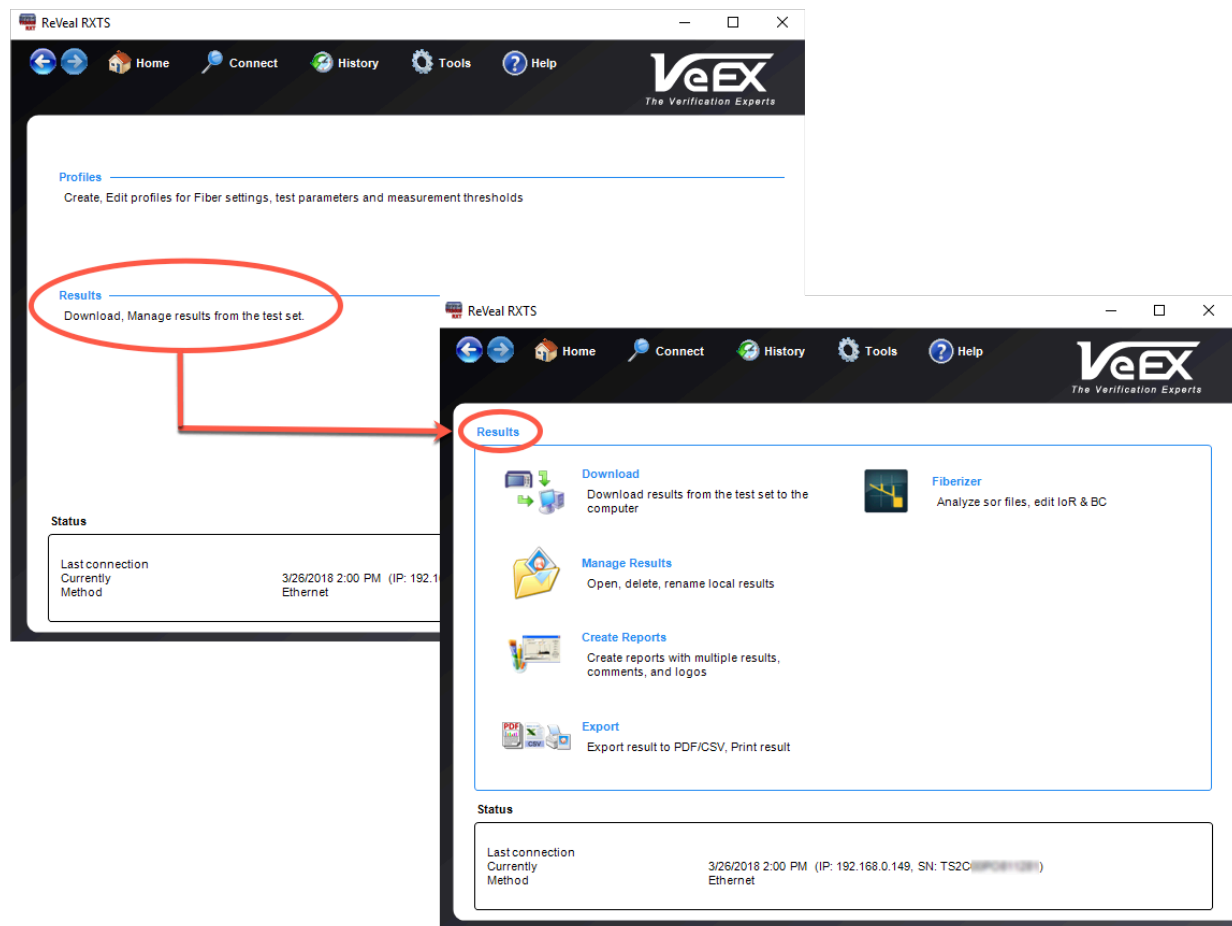 ReVeal RXTS
Home Connect History Tools Help
VeEX
The Verification Experts
Profiles
Create, Edit profiles for Fiber settings, test parameters and measurement thresholds
Results
Download, Manage results from the test set.
Status
Last connection
Currently 3/26/2018 2:00 PM (IP: 192.1
Method Ethernet
ReVeal RXTS
Home Connect History Tools Help
VeEX
The Verification Experts
Results
Download
Download results from the test set to the
computer
Fiberizer
Analyze sor files, edit IoR & BC
Manage Results
Open, delete, rename local results
Create Reports
Create reports with multiple results,
comments, and logos
PDF
CSV
Export
Export result to PDF/CSV, Print result
Status
Last connection
Currently 3/26/2018 2:00 PM (IP: 192.168.0.149, SN: TS2C )
Method Ethernet